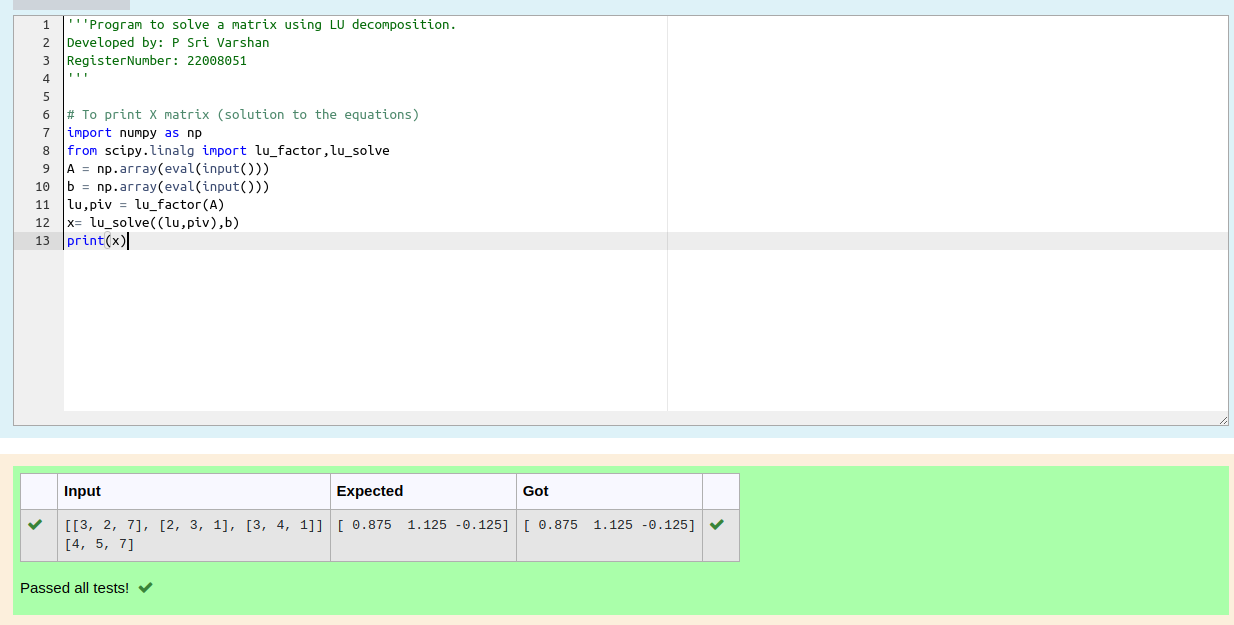 1 '''Program to solve a matrix using LU decomposition.
2 Developed by: P Sri Varshan
3 RegisterNumber: 22008051
4 '''
5
6 # To print X matrix (solution to the equations)
7 import numpy as np
8 from scipy.linalg import lu_factor,lu_solve
9 A = np.array(eval(input()))
10 b = np.array(eval(input()))
11 lu,piv = lu_factor(A)
12 x= lu_solve((lu,piv),b)
13 print(x)
Input Expected Got
[[3, 2, 7], [2, 3, 1], [3, 4, 1]] [ 0.875  1.125 -0.125] [ 0.875  1.125 -0.125]
[4, 5, 7]
Passed all tests!